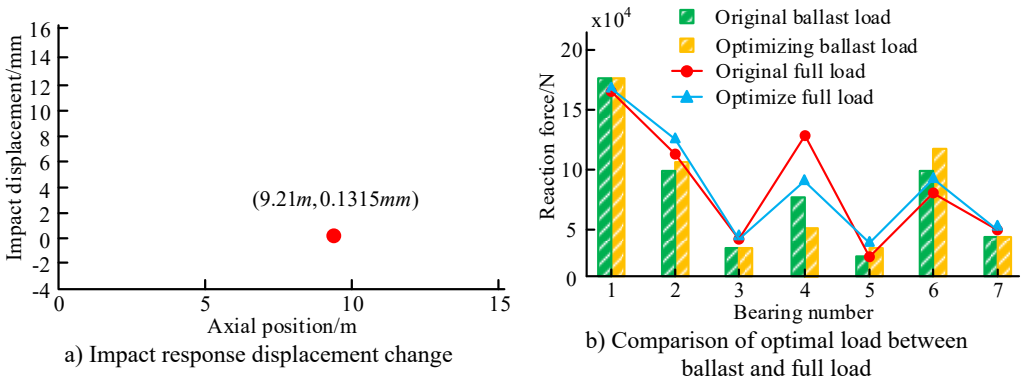 Impact displacement/mm
16
14
12
10
8
6
4
2
0
-2
-4
(9.21m, 0.1315mm)
0
5
10
15
Axial position/m
a) Impact response displacement change
x10⁴
Original ballast load
Optimizing ballast load
Original full load
Optimize full load
Reaction force/N
20
15
10
5
0
1
2
3
4
5
6
7
Bearing number
b) Comparison of optimal load between
ballast and full load